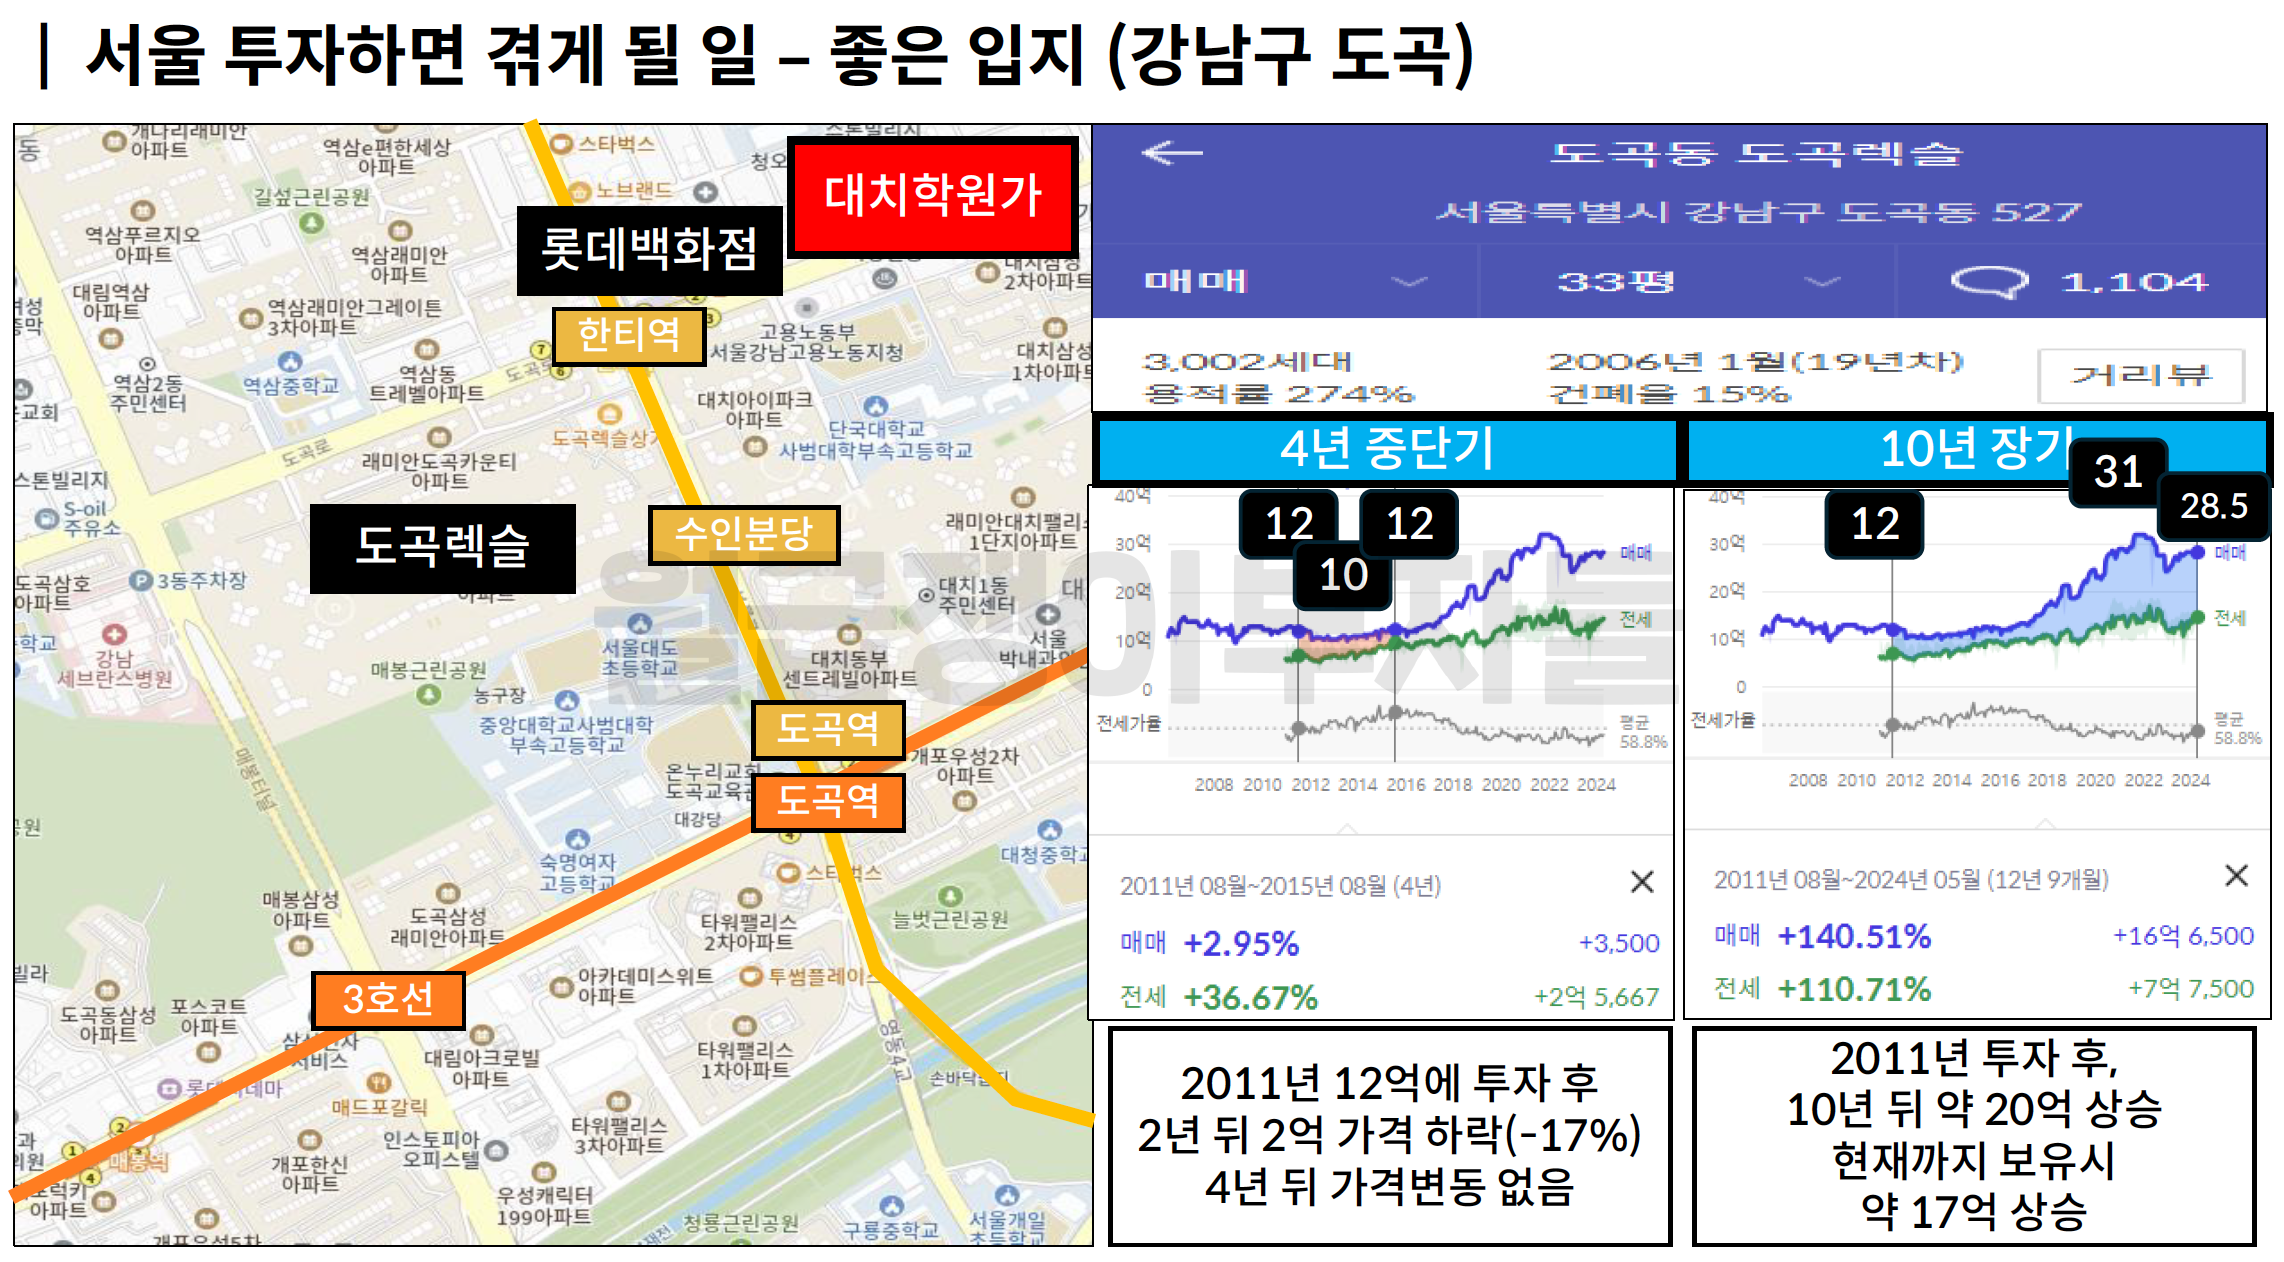 | 서울 투자하면 겪게 될 일 – 좋은 입지 (강남구 도곡)
개나리래미안
아파트
동
역삼e편한세상
아파트
스타벅스
노브랜드
대치학원가
길섶근린공원
롯데백화점
역삼푸르지오
아파트
역삼래미안
아파트
대치삼성
2차아파트
대림역삼
아파트
역삼래미안그레이튼
3차아파트
한티역
고용노동부
서울강남고용노동지청
대치삼성
1차아파트
역삼2동
주민센터
역삼중학교
역삼동
트레벨아파트
교회
대치아이파크
아파트
단국대학교
사범대학부속고등학교
도곡렉슬상가
도곡로
래미안도곡카운티
아파트
스톤빌리지
S-oil
주유소
도곡렉슬
수인분당
래미안대치팰리스
1단지아파트
도곡삼호
아파트
3동주차장
대치1동
주민센터
학교
강남
세브란스병원
서울대도
초등학교
매봉근린공원
대치동부
센트레빌아파트
서울
박내과의원
농구장
중앙대학교사범대학
부속고등학교
도곡역
개포우성2차
아파트
매봉터널
온누리교회
도곡교육관
도곡역
대강당
숙명여자
고등학교
스타벅스
대청중학교
매봉삼성
아파트
도곡삼성
래미안아파트
타워팰리스
2차아파트
늘벗근린공원
빌라
3호선
아카데미스위트
아파트
투썸플레이스
도곡동삼성
아파트
포스코트
아파트
대림아크로빌
아파트
타워팰리스
1차아파트
영동4교
매드포갈릭
인스토피아
오피스텔
타워팰리스
3차아파트
매봉역
개포한신
아파트
우성캐릭터
199아파트
청룡근린공원
구룡중학교
서울개일
초등학교
개포우성5차
도곡동 도곡렉슬
서울특별시 강남구 도곡동 527
매매 33평 1,104
3,002세대 2006년 1월(19년차) 거리뷰
용적률 274% 건폐율 15%
4년 중단기
12 10 12
40억
30억
20억
10억
0
매매
전세
전세가율
평균
58.8%
2008 2010 2012 2014 2016 2018 2020 2022 2024
2011년 08월~2015년 08월 (4년)
매매 +2.95% +3,500
전세 +36.67% +2억 5,667
2011년 12억에 투자 후
2년 뒤 2억 가격 하락(-17%)
4년 뒤 가격변동 없음
10년 장기
12 31 28.5
40억
30억
20억
10억
0
매매
전세
전세가율
평균
58.8%
2008 2010 2012 2014 2016 2018 2020 2022 2024
2011년 08월~2024년 05월 (12년 9개월)
매매 +140.51% +16억 6,500
전세 +110.71% +7억 7,500
2011년 투자 후,
10년 뒤 약 20억 상승
현재까지 보유시
약 17억 상승